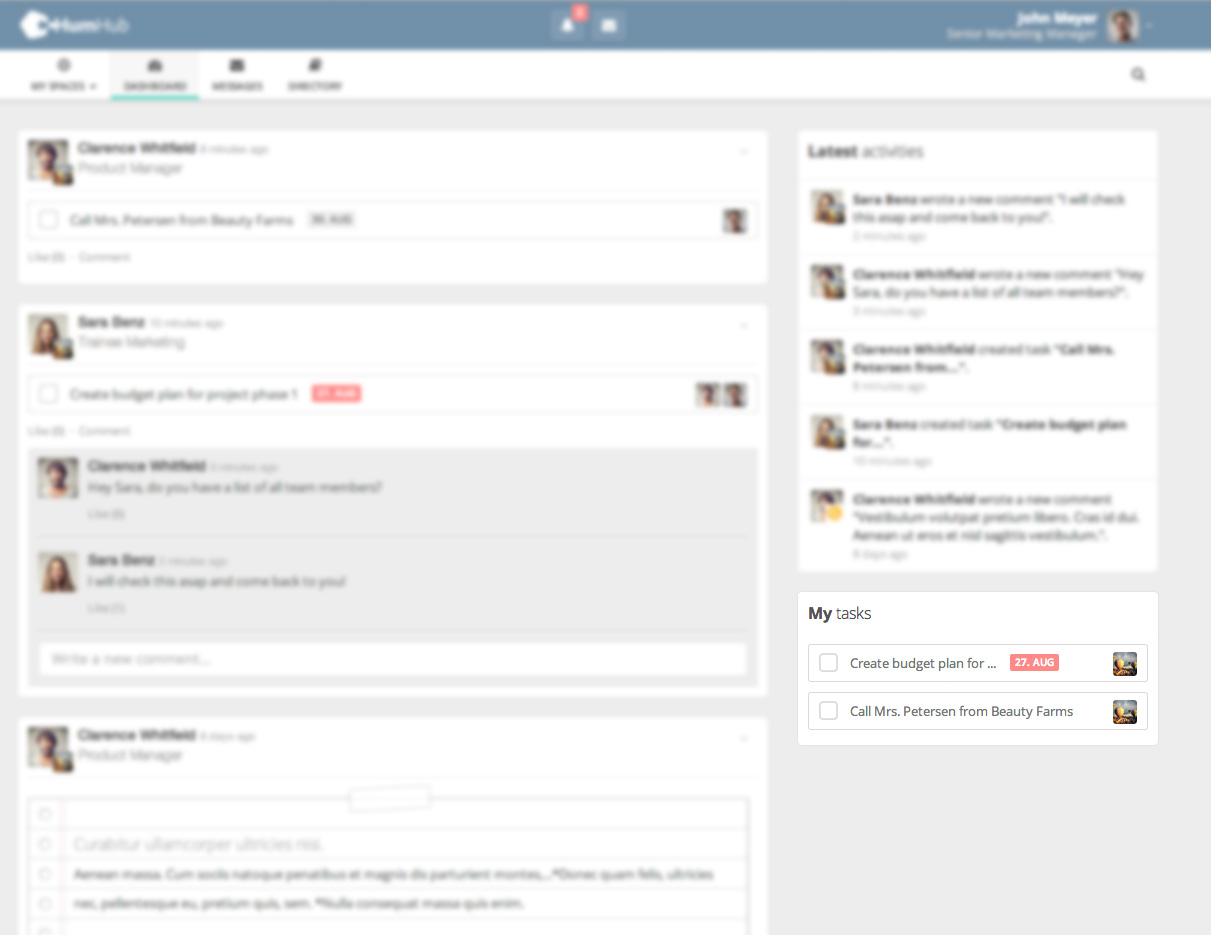 HumHub
John Meyer
Senior Marketing Manager
MY SPACES
DASHBOARD
MESSAGES
DIRECTORY
Clarence Whitfield 8 minutes ago
Product Manager
Call Mrs. Petersen from Beauty Farms 30. AUG
Like (0) · Comment
Sara Benz 10 minutes ago
Trainee Marketing
Create budget plan for project phase 1 27. AUG
Like (0) · Comment
Clarence Whitfield 3 minutes ago
Hey Sara, do you have a list of all team members?
Like (0)
Sara Benz 2 minutes ago
I will check this asap and come back to you!
Like (1)
Write a new comment...
Clarence Whitfield 8 days ago
Product Manager
Curabitur ullamcorper ultricies nisi.
Aenean massa. Cum sociis natoque penatibus et magnis dis parturient montes,...*Donec quam felis, ultricies
nec, pellentesque eu, pretium quis, sem. *Nulla consequat massa quis enim.
Latest activities
Sara Benz wrote a new comment "I will check
this asap and come back to you!".
2 minutes ago
Clarence Whitfield wrote a new comment "Hey
Sara, do you have a list of all team members?".
3 minutes ago
Clarence Whitfield created task "Call Mrs.
Petersen from...".
8 minutes ago
Sara Benz created task "Create budget plan
for...".
10 minutes ago
Clarence Whitfield wrote a new comment
"Vestibulum volutpat pretium libero. Cras id dui.
Aenean ut eros et nisl sagittis vestibulum.".
8 days ago
My tasks
Create budget plan for ... 27. AUG
Call Mrs. Petersen from Beauty Farms